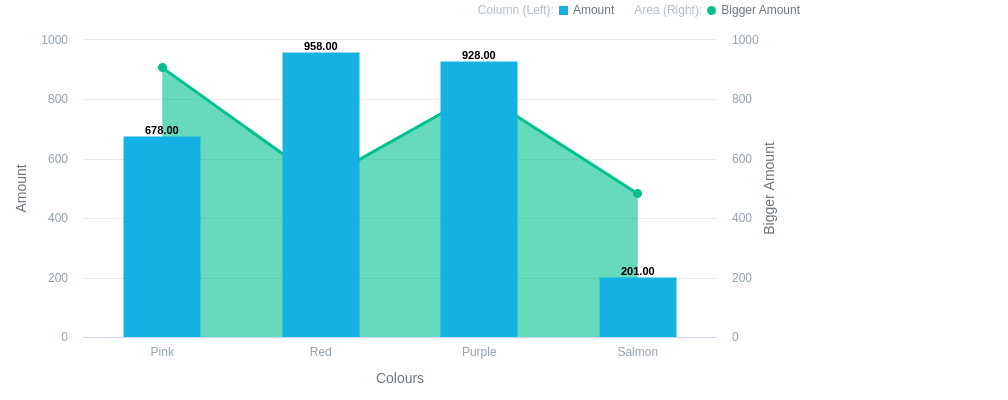 Column (Left): Amount Area (Right): Bigger Amount
1000 1000
958.00
928.00
800 800
678.00
600 600
Amount
Bigger Amount
400 400
201.00
200 200
0 0
Pink Red Purple Salmon
Colours